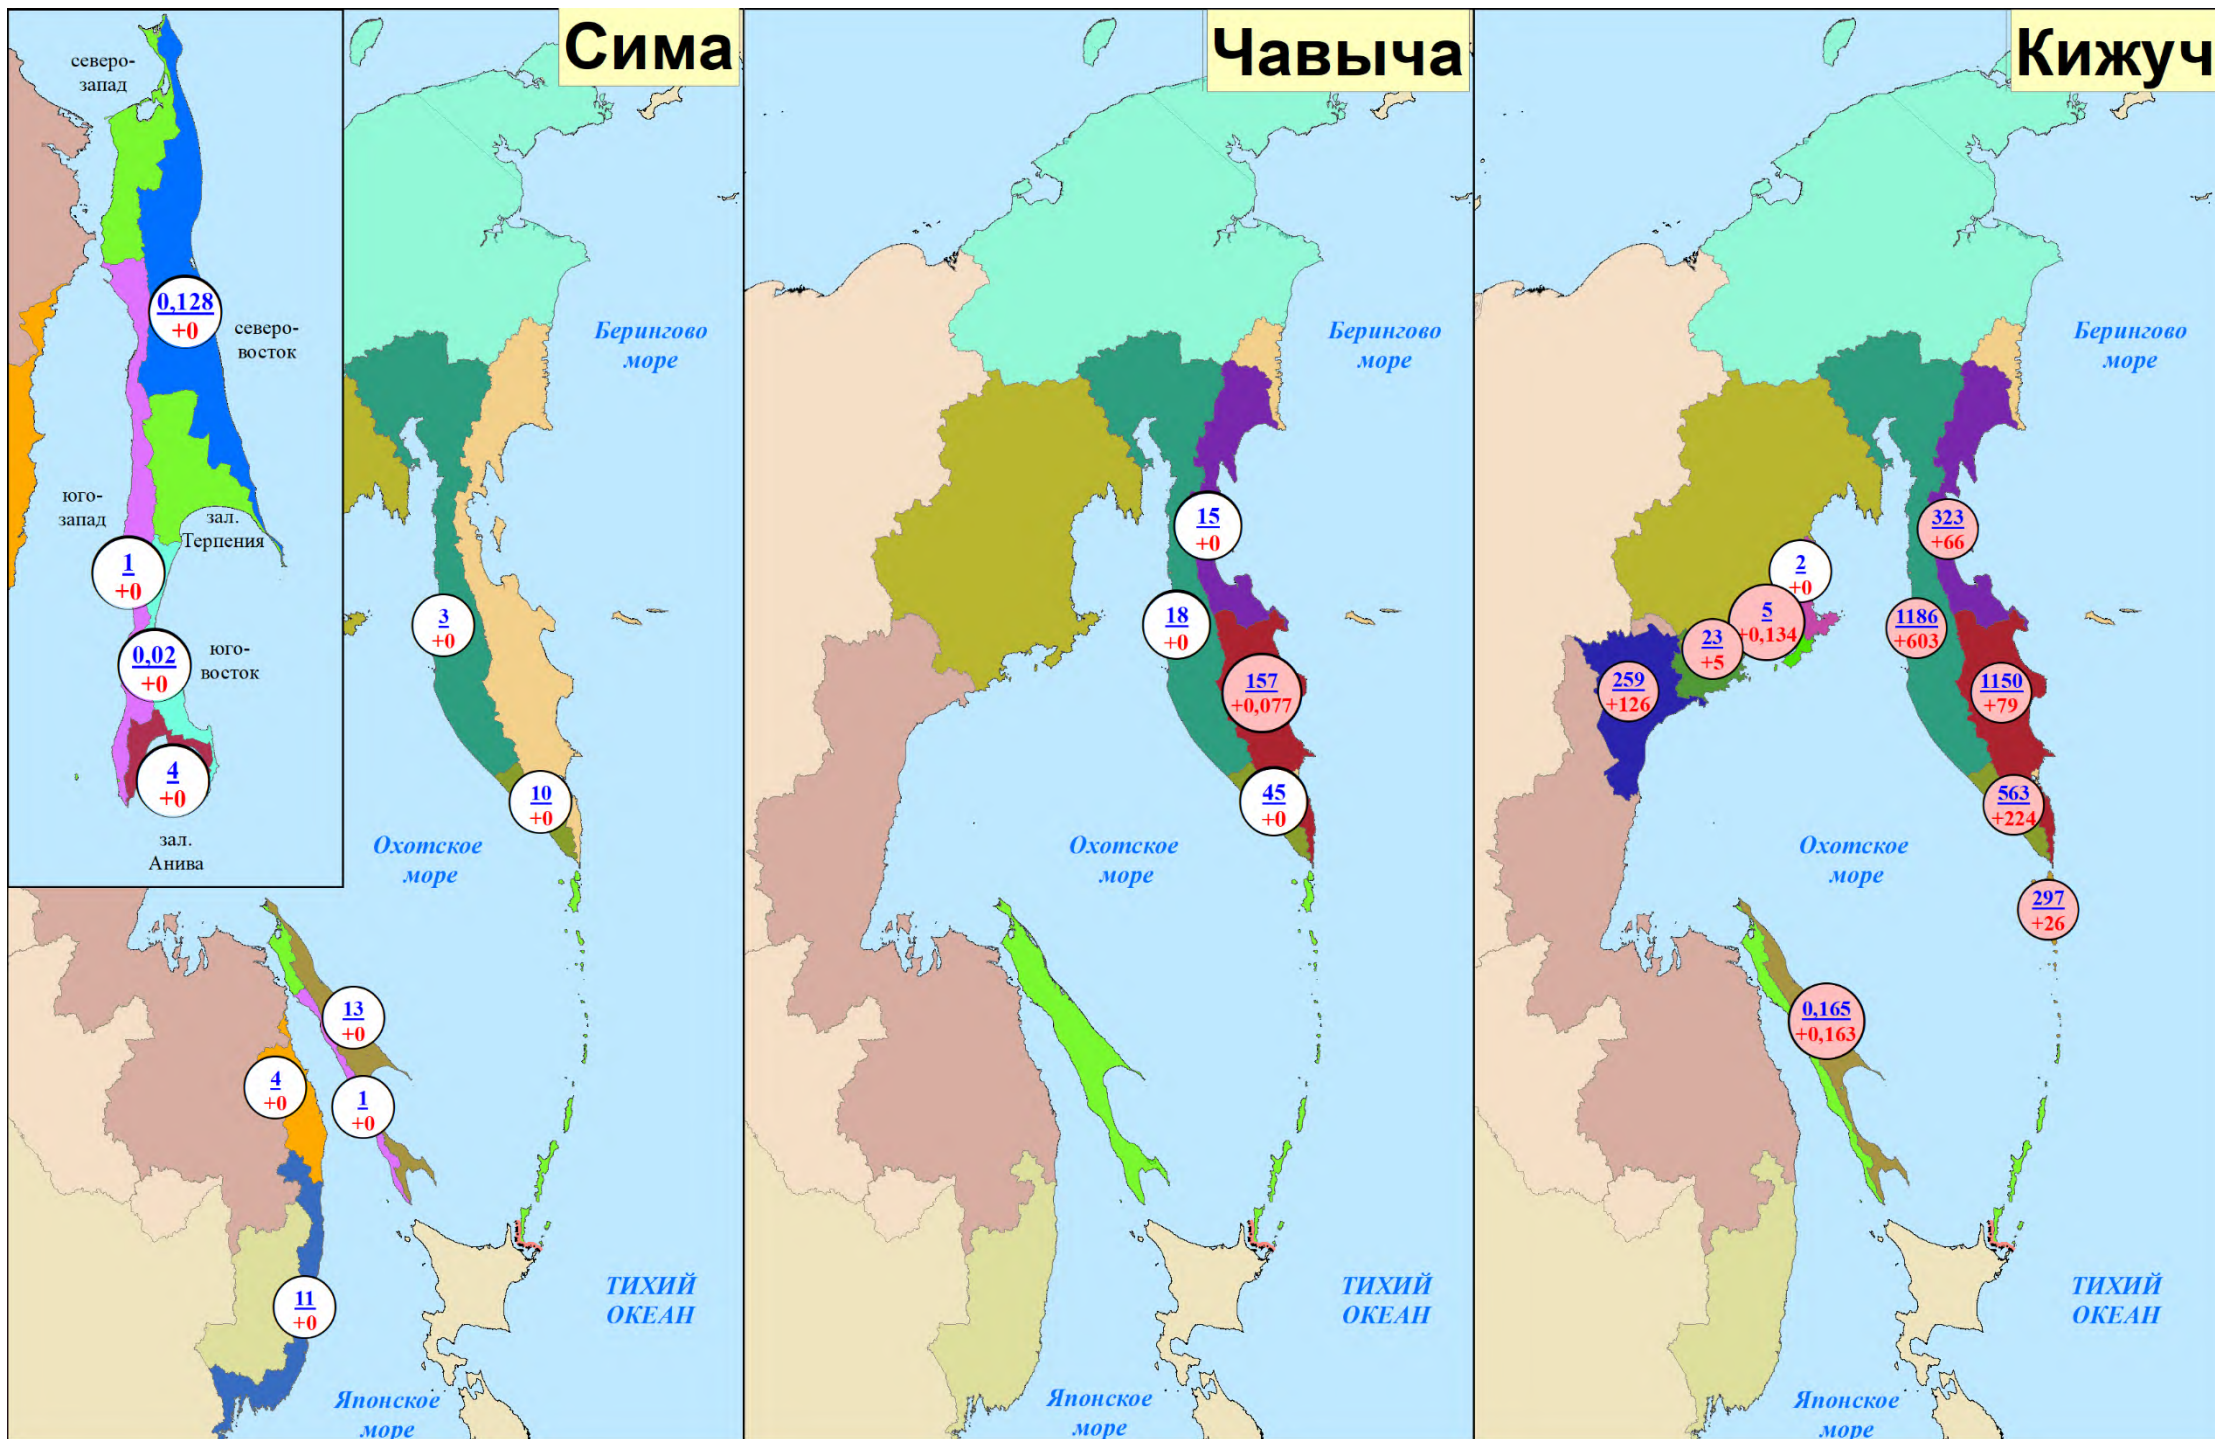 Сима
северо-
запад
0,128
+0
северо-
восток
юго-
запад
зал.
Терпения
1
+0
0,02
+0
юго-
восток
4
+0
зал.
Анива
Берингово
море
3
+0
10
+0
Охотское
море
13
+0
4
+0
1
+0
11
+0
ТИХИЙ
ОКЕАН
Японское
море
Чавыча
Берингово
море
15
+0
18
+0
157
+0,077
45
+0
Охотское
море
ТИХИЙ
ОКЕАН
Японское
море
Кижуч
Берингово
море
323
+66
2
+0
5
+0,134
23
+5
1186
+603
259
+126
1150
+79
563
+224
Охотское
море
297
+26
0,165
+0,163
ТИХИЙ
ОКЕАН
Японское
море